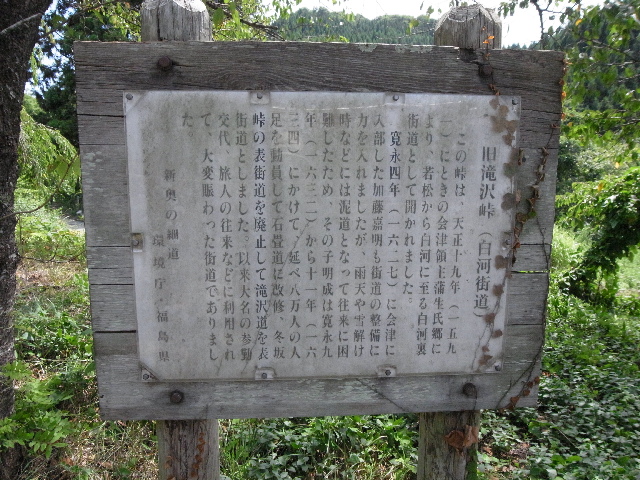 旧滝沢峠（白河街道）
この峠は、天正十九年（一五九
一）にときの会津領主蒲生氏郷に
より、若松から白河に至る白河裏
街道として開かれました。
寛永四年（一六二七）に会津に
入部した加藤嘉明も街道の整備に
力を入れましたが、雨天や雪解け
時などには泥道となって往来に困
難したため、その子明成は寛永九
年（一六三二）から十一年（一六
三四）にかけて、延べ八万人の人
足を動員して石畳道に改修、冬坂
峠の表街道を廃止して滝沢道を表
街道としました。以来大名の参勤
交代、旅人の往来などに利用され
て、大変賑わった街道でありまし
た
新奥の細道
環境庁・福島県